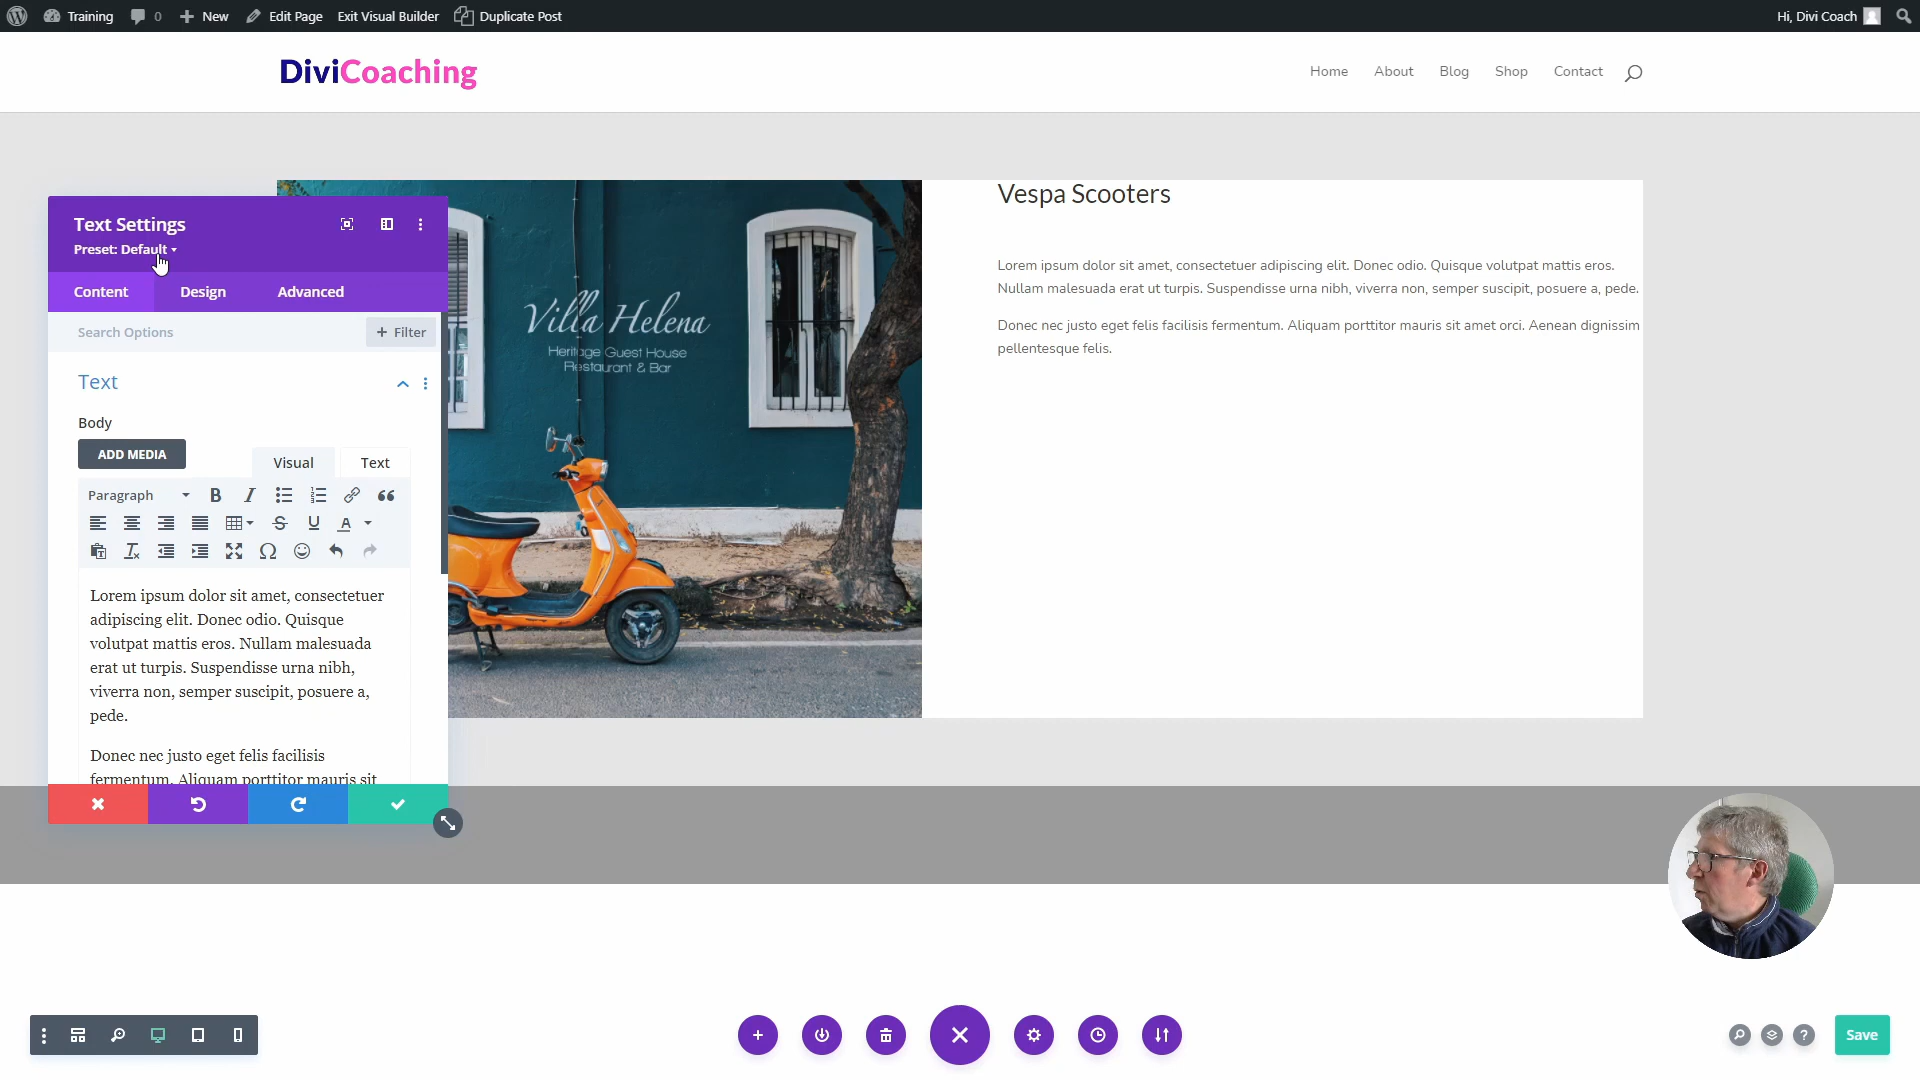 Training
0
New
Edit Page
Exit Visual Builder
Duplicate Post
Hi, Divi Coach
DiviCoaching
Home
About
Blog
Shop
Contact
Text Settings
Preset: Default
Content
Design
Advanced
Search Options
+ Filter
Text
Body
ADD MEDIA
Visual
Text
Paragraph
Lorem ipsum dolor sit amet, consectetuer
adipiscing elit. Donec odio. Quisque
volutpat mattis eros. Nullam malesuada
erat ut turpis. Suspendisse urna nibh,
viverra non, semper suscipit, posuere a,
pede.
Donec nec justo eget felis facilisis
fermentum. Aliquam porttitor mauris sit
Villa Helena
Heritage Guest House
Restaurant & Bar
Vespa Scooters
Lorem ipsum dolor sit amet, consectetuer adipiscing elit. Donec odio. Quisque volutpat mattis eros.
Nullam malesuada erat ut turpis. Suspendisse urna nibh, viverra non, semper suscipit, posuere a, pede.
Donec nec justo eget felis facilisis fermentum. Aliquam porttitor mauris sit amet orci. Aenean dignissim
pellentesque felis.
Save